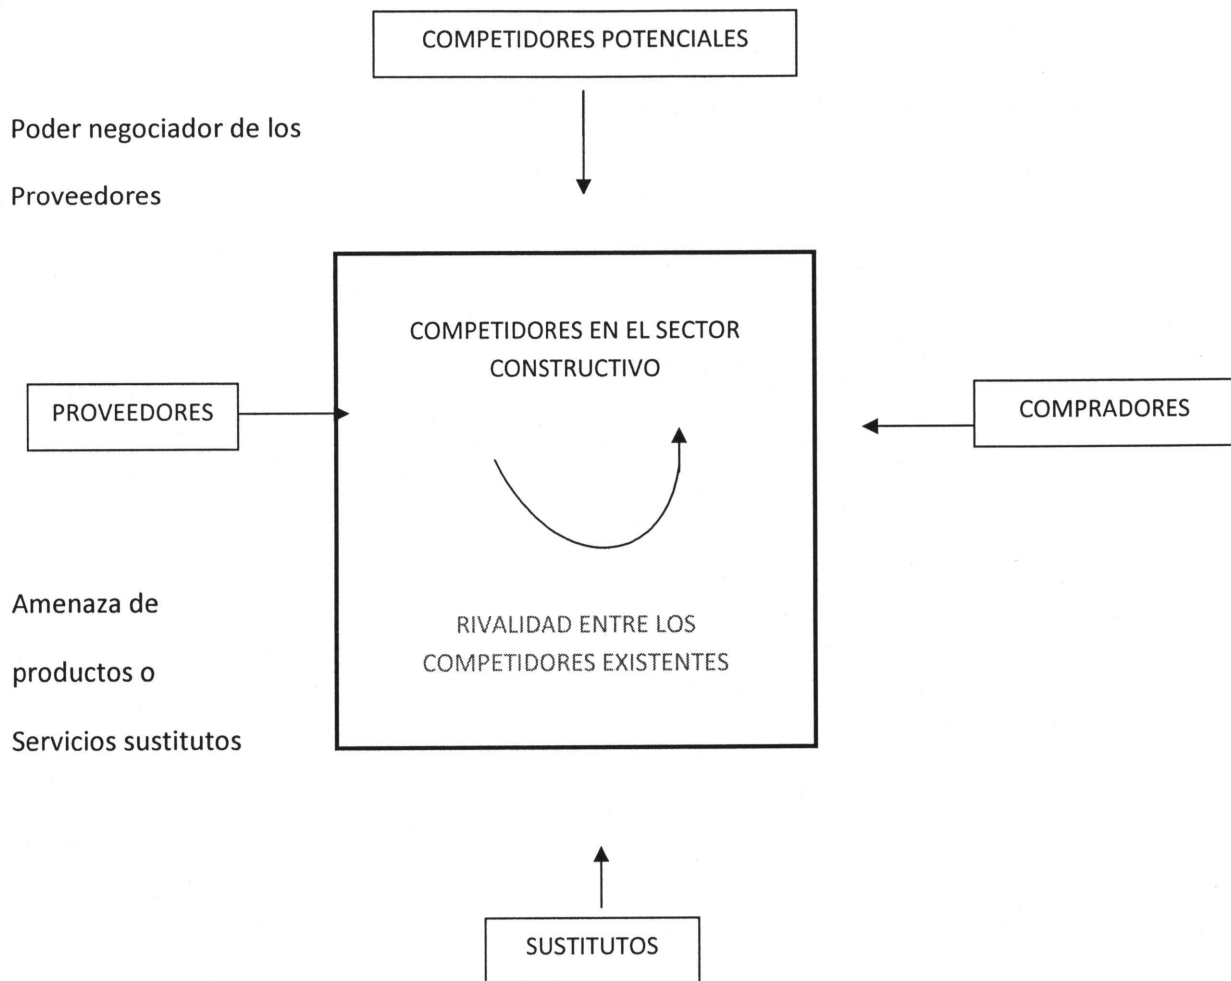 COMPETIDORES POTENCIALES
Poder negociador de los
Proveedores
COMPETIDORES EN EL SECTOR
CONSTRUCTIVO
PROVEEDORES
COMPRADORES
Amenaza de
productos o
Servicios sustitutos
RIVALIDAD ENTRE LOS
COMPETIDORES EXISTENTES
SUSTITUTOS